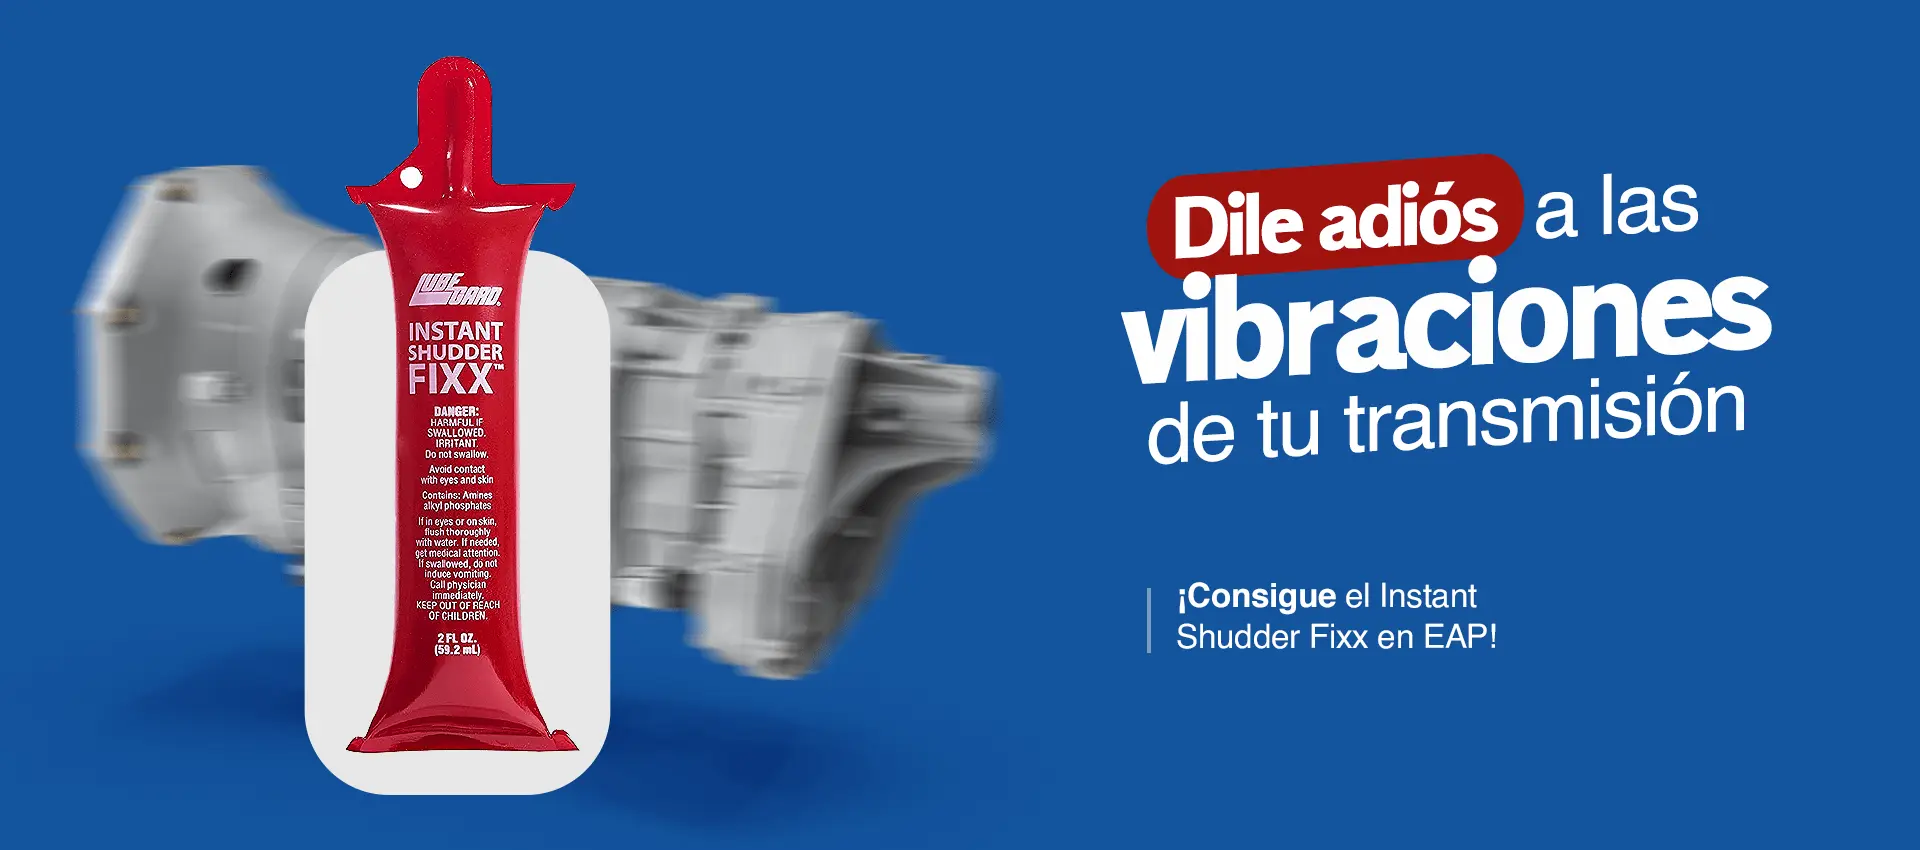 LUBE
GARD
INSTANT
SHUDDER
FIXX™
DANGER:
HARMFUL IF
SWALLOWED.
IRRITANT.
Do not swallow.
Avoid contact
with eyes and skin
Contains: Amines
alkyl phosphates
If in eyes or on skin,
flush thoroughly
with water. If needed,
get medical attention.
If swallowed, do not
induce vomiting.
Call physician
immediately.
KEEP OUT OF REACH
OF CHILDREN.
2 FL OZ.
(59.2 mL)
Dile adiós a las
vibraciones
de tu transmisión
¡Consigue el Instant
Shudder Fixx en EAP!